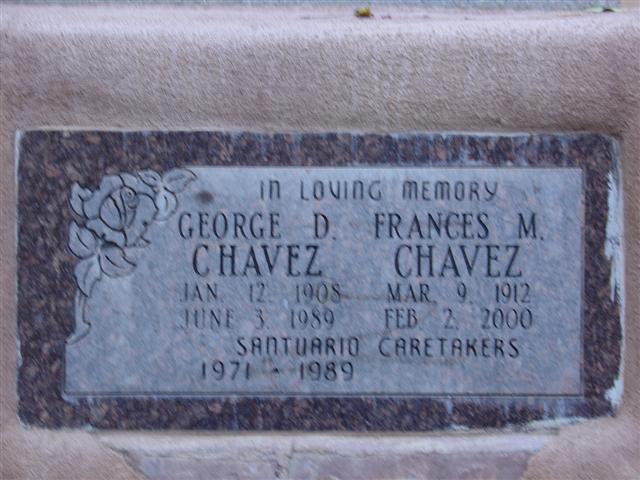 IN LOVING MEMORY
GEORGE D. FRANCES M.
CHAVEZ CHAVEZ
JAN. 12, 1908 MAR. 9, 1912
JUNE 3, 1989 FEB. 2, 2000
SANTUARIO CARETAKERS
1971 - 1989